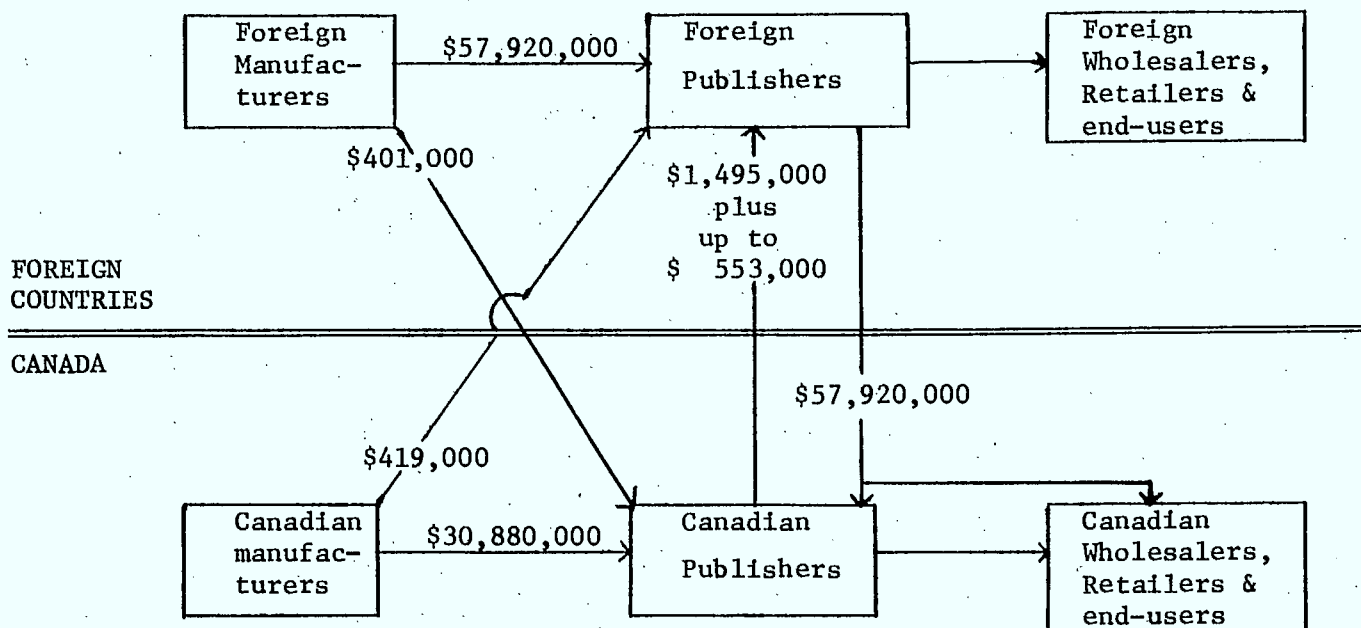 Foreign
Manufac-
turers
$57,920,000
Foreign
Publishers
Foreign
Wholesalers,
Retailers &
end-users
$401,000
$1,495,000
plus
up to
$ 553,000
FOREIGN
COUNTRIES
CANADA
$57,920,000
$419,000
Canadian
manufac-
turers
$30,880,000
Canadian
Publishers
Canadian
Wholesalers,
Retailers &
end-users